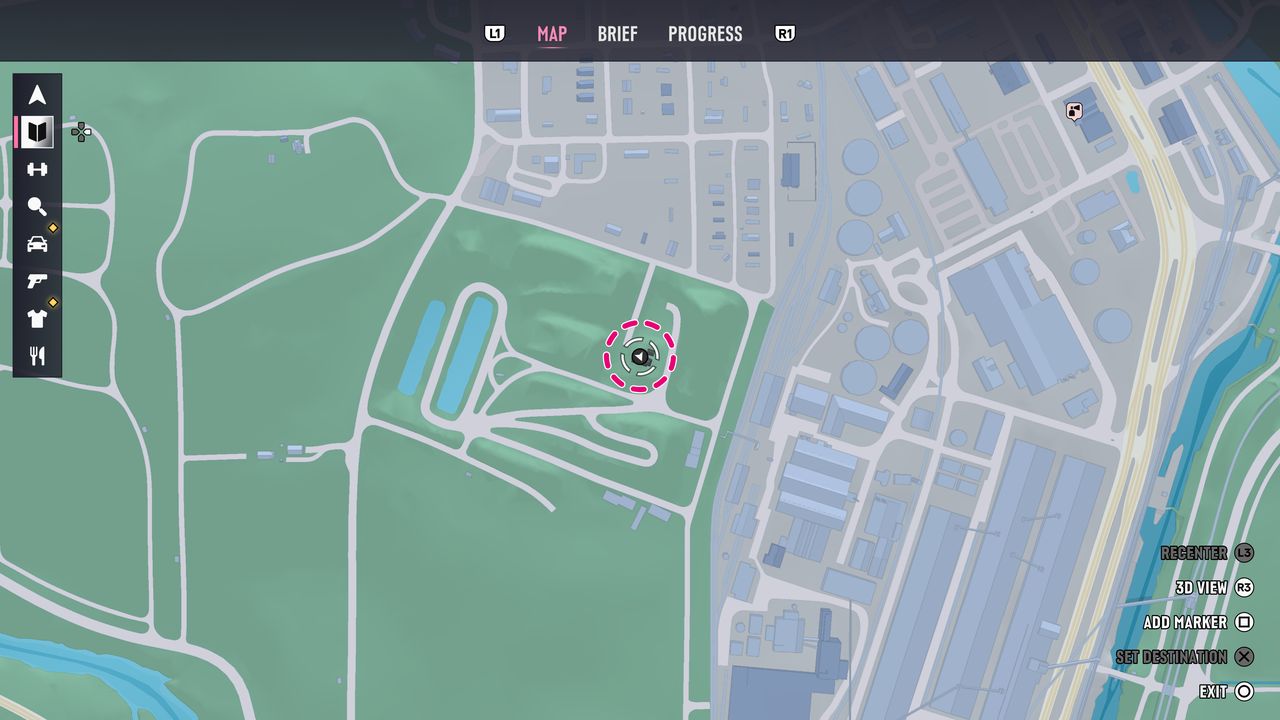 L1 MAP BRIEF PROGRESS R1
RECENTER L3
3D VIEW R3
ADD MARKER
SET DESTINATION
EXIT